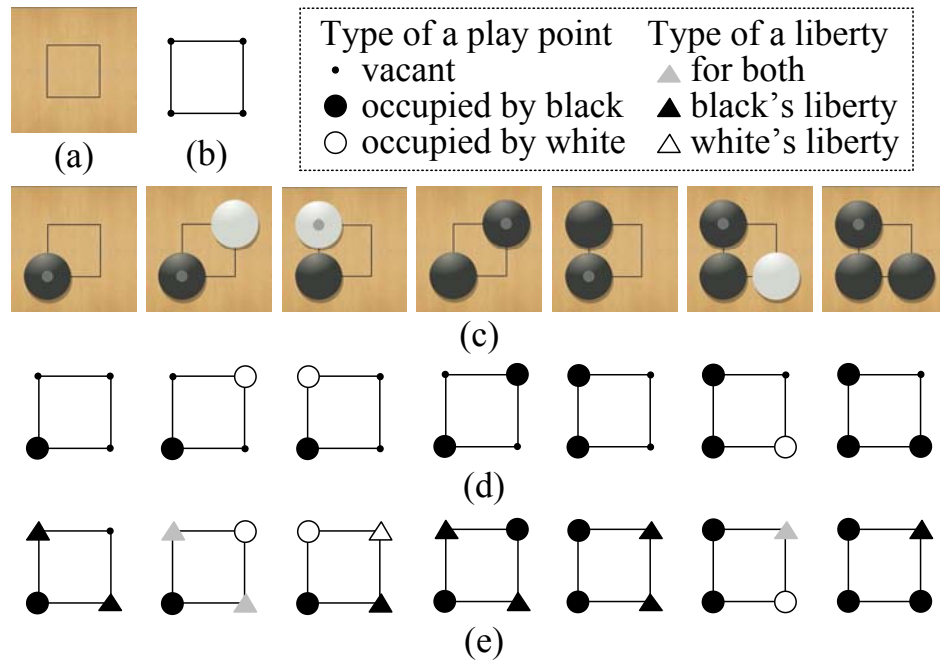 Type of a play point
vacant
occupied by black
occupied by white
Type of a liberty
for both
black's liberty
white's liberty
(a)
(b)
(c)
(d)
(e)